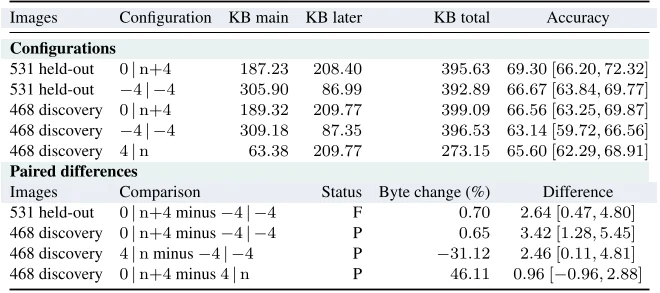 Images Configuration KB main KB later KB total Accuracy
Configurations
531 held-out 0 | n+4 187.23 208.40 395.63 69.30 [66.20, 72.32]
531 held-out −4 | −4 305.90 86.99 392.89 66.67 [63.84, 69.77]
468 discovery 0 | n+4 189.32 209.77 399.09 66.56 [63.25, 69.87]
468 discovery −4 | −4 309.18 87.35 396.53 63.14 [59.72, 66.56]
468 discovery 4 | n 63.38 209.77 273.15 65.60 [62.29, 68.91]
Paired differences
Images Comparison Status Byte change (%) Difference
531 held-out 0 | n+4 minus −4 | −4 F 0.70 2.64 [0.47, 4.80]
468 discovery 0 | n+4 minus −4 | −4 P 0.65 3.42 [1.28, 5.45]
468 discovery 4 | n minus −4 | −4 P −31.12 2.46 [0.11, 4.81]
468 discovery 0 | n+4 minus 4 | n P 46.11 0.96 [−0.96, 2.88]